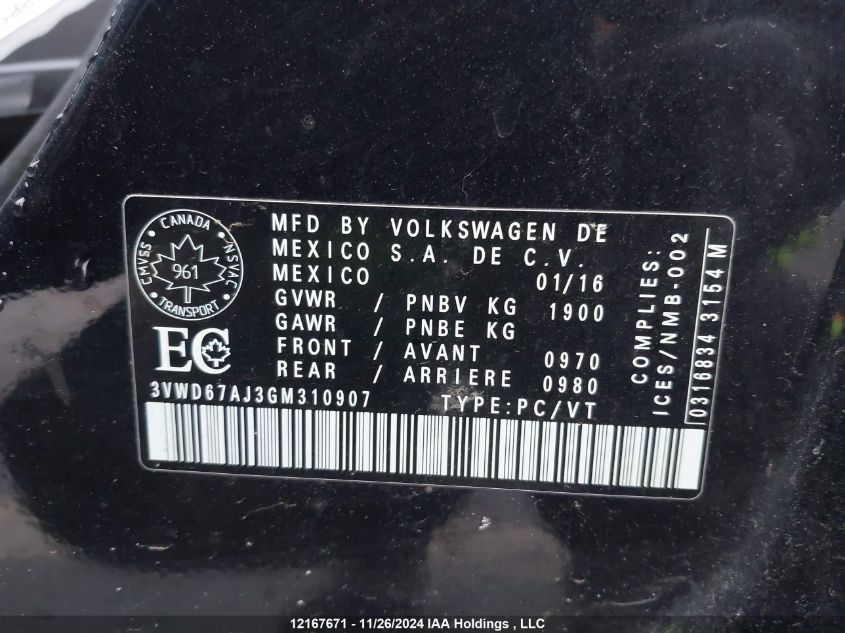 CANADA
CMVSS
NSVAC
961
TRANSPORT
EC
MFD BY VOLKSWAGEN DE
MEXICO S.A. DE C.V.
MEXICO 01/16
GVWR / PNBV KG 1900
GAWR / PNBE KG
FRONT / AVANT 0970
REAR / ARRIERE 0980
3VWD67AJ3GM310907 TYPE:PC/VT
COMPLIES:
ICES/NMB-002
0316834 3154 M
12167671 - 11/26/2024 IAA Holdings , LLC